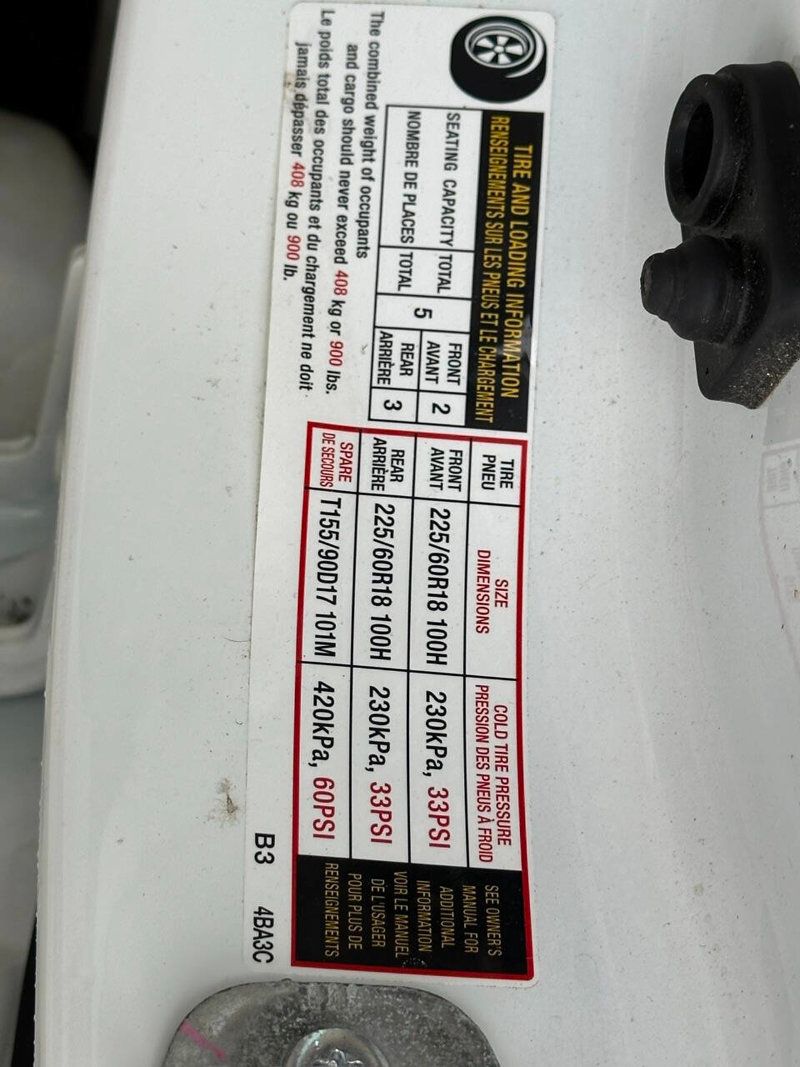 TIRE AND LOADING INFORMATION
RENSEIGNEMENTS SUR LES PNEUS ET LE CHARGEMENT
SEATING CAPACITY
NOMBRE DE PLACES
TOTAL
TOTAL
5
FRONT
AVANT
2
REAR
ARRIÈRE
3
The combined weight of occupants
and cargo should never exceed 408 kg or 900 lbs.
Le poids total des occupants et du chargement ne doit
jamais dépasser 408 kg ou 900 lb.
TIRE
PNEU
SIZE
DIMENSIONS
COLD TIRE PRESSURE
PRESSION DES PNEUS À FROID
FRONT
AVANT
225/60R18 100H
230kPa, 33PSI
REAR
ARRIÈRE
225/60R18 100H
230kPa, 33PSI
SPARE
DE SECOURS
T155/90D17 101M
420kPa, 60PSI
SEE OWNER'S
MANUAL FOR
ADDITIONAL
INFORMATION
VOIR LE MANUEL
DE L'USAGER
POUR PLUS DE
RENSEIGNEMENTS
B3 4BA3C